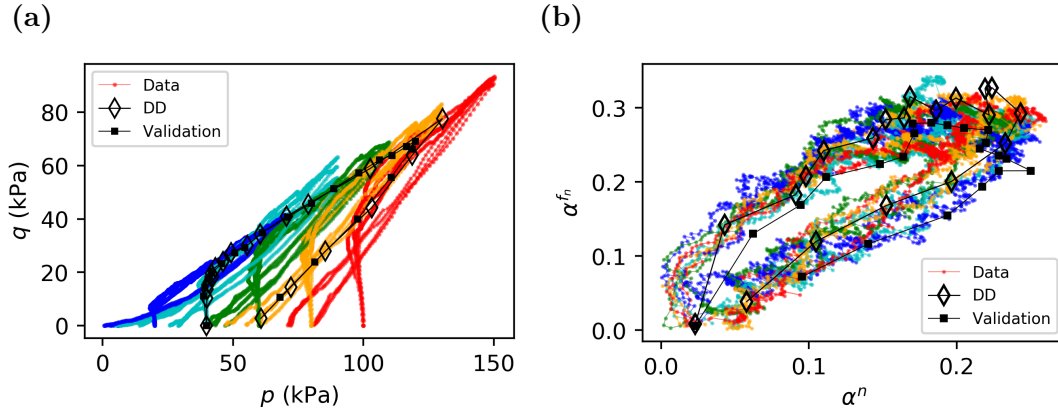 (a)
80
60
40
20
0
q (kPa)
Data
DD
Validation
0
50
100
150
p (kPa)
(b)
0.3
0.2
0.1
0.0
α^{f_n}
Data
DD
Validation
0.0
0.1
0.2
α^n